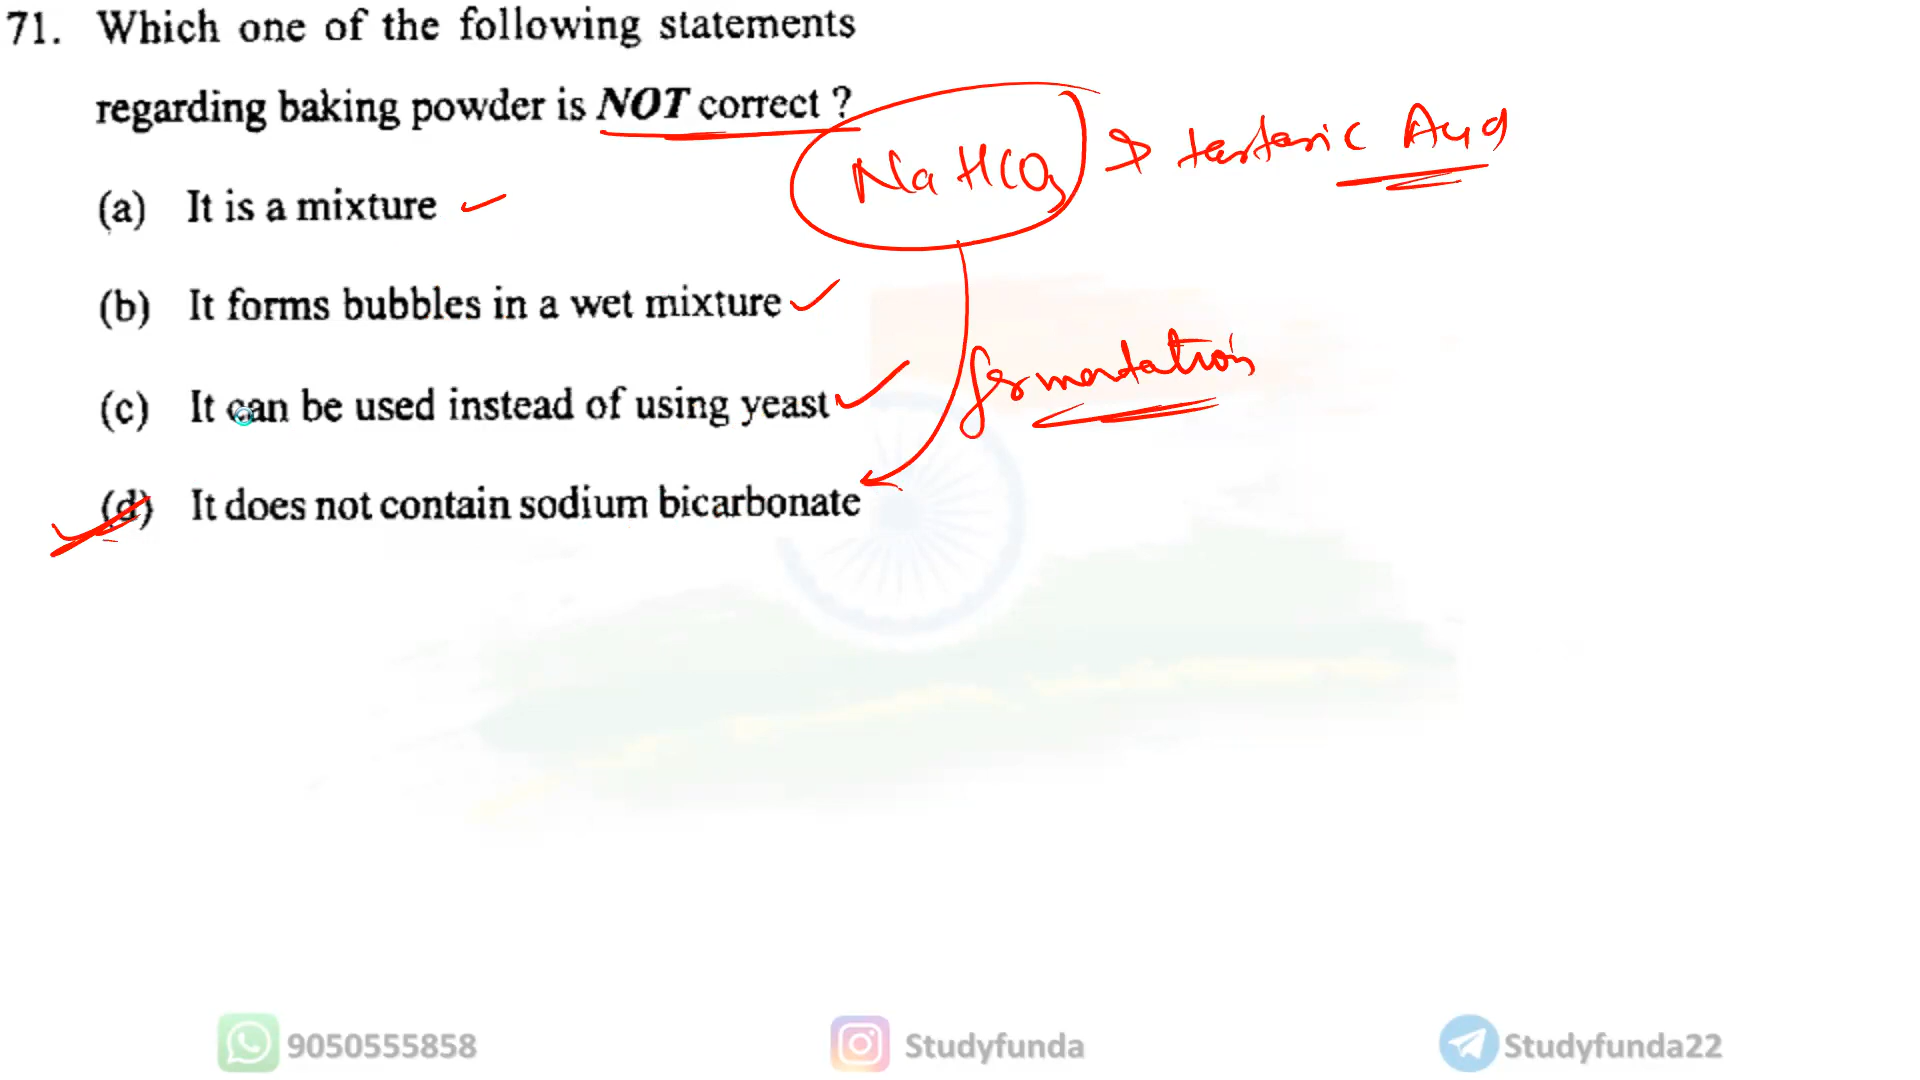 71. Which one of the following statements
regarding baking powder is NOT correct ?
NaHCO3 + tartaric Acid
(a) It is a mixture
(b) It forms bubbles in a wet mixture
fermentation
(c) It can be used instead of using yeast
(d) It does not contain sodium bicarbonate
9050555858
Studyfunda
Studyfunda22